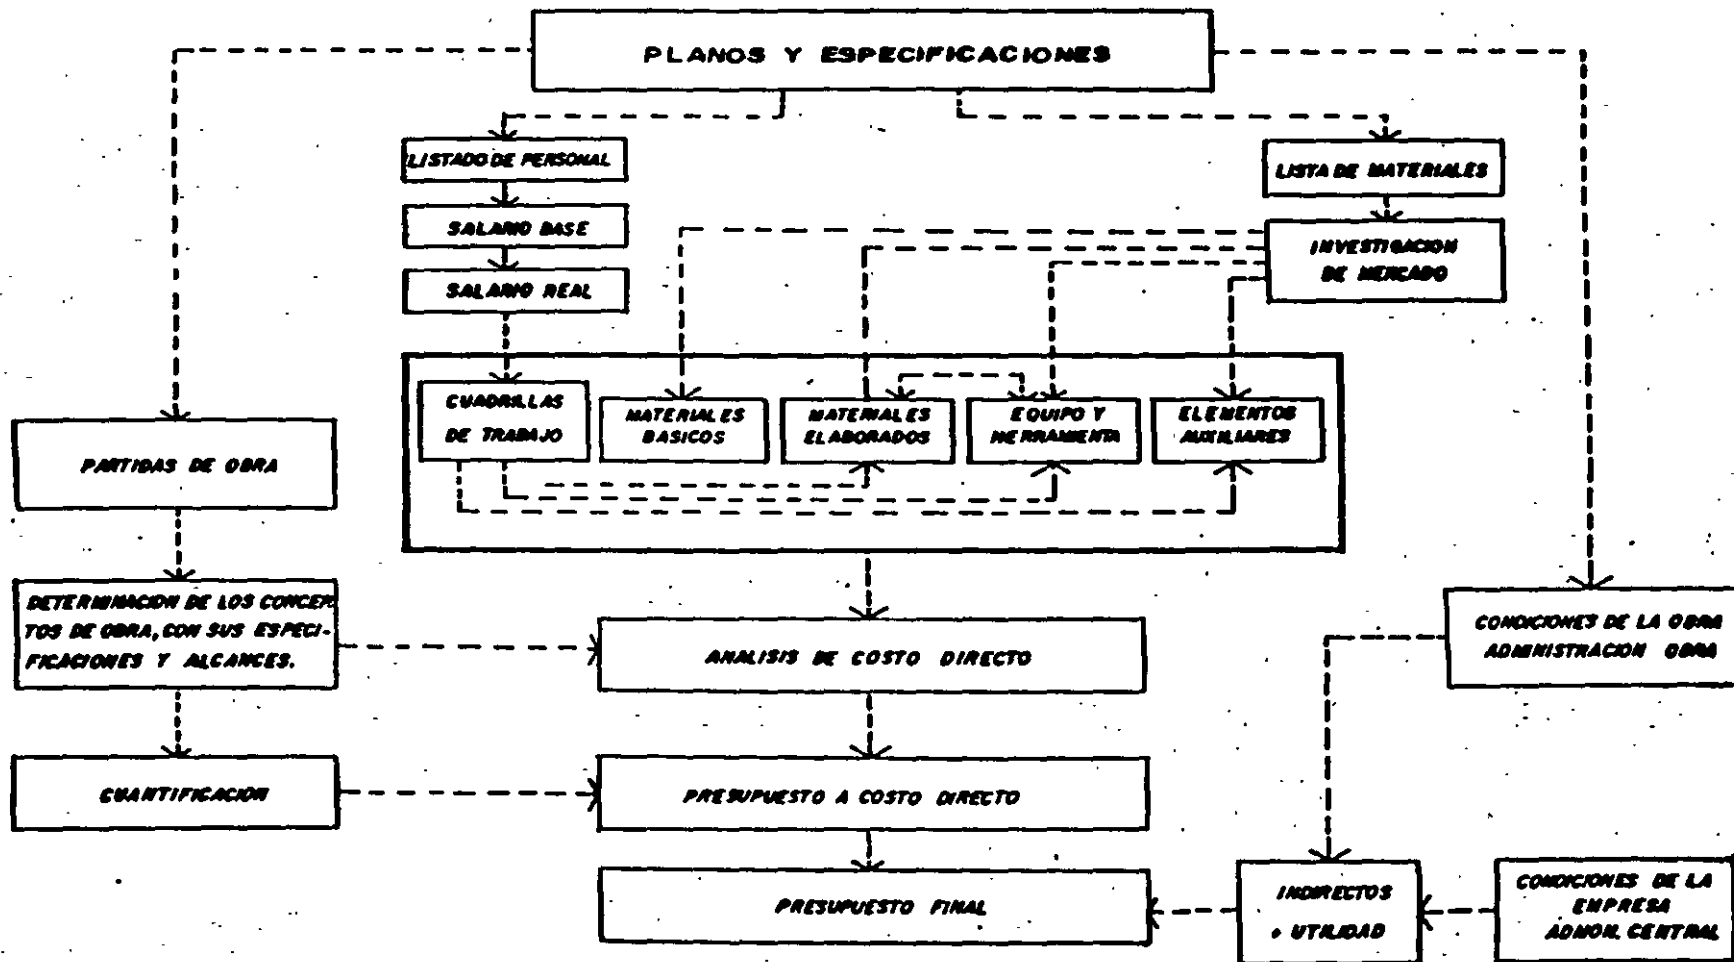 PLANOS Y ESPECIFICACIONES
LISTADO DE PERSONAL
LISTA DE MATERIALES
SALARIO BASE
INVESTIGACION
DE MERCADO
SALARIO REAL
CUADRILLAS
DE TRABAJO
MATERIALES
BASICOS
MATERIALES
ELABORADOS
EQUIPO Y
HERRAMIENTA
ELEMENTOS
AUXILIARES
PARTIDAS DE OBRA
DETERMINACION DE LOS CONCEP-
TOS DE OBRA, CON SUS ESPECI-
FICACIONES Y ALCANCES.
ANALISIS DE COSTO DIRECTO
CONDICIONES DE LA OBRA
ADMINISTRACION OBRA
CUANTIFICACION
PRESUPUESTO A COSTO DIRECTO
PRESUPUESTO FINAL
INDIRECTOS
+ UTILIDAD
CONDICIONES DE LA
EMPRESA
ADMON. CENTRAL